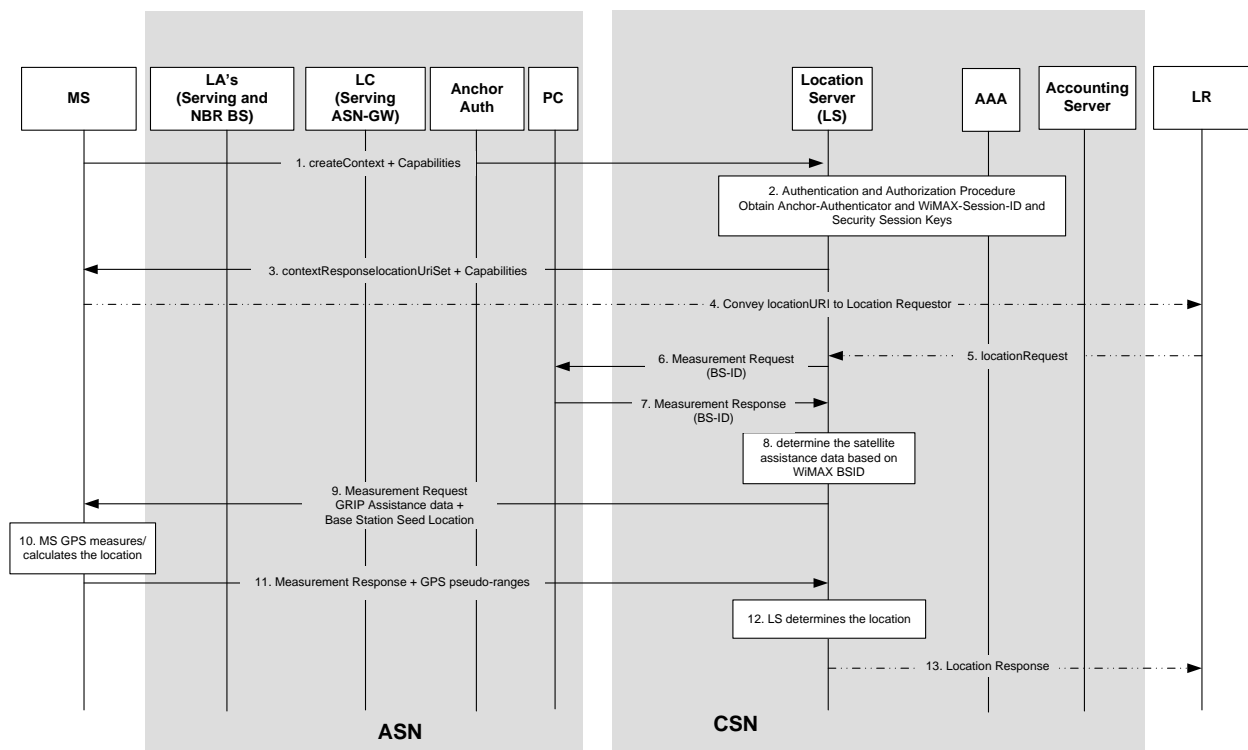 MS
LA's
(Serving and
NBR BS)
LC
(Serving
ASN-GW)
Anchor
Auth
PC
Location
Server
(LS)
AAA
Accounting
Server
LR
1. createContext + Capabilities
2. Authentication and Authorization Procedure
Obtain Anchor-Authenticator and WiMAX-Session-ID and
Security Session Keys
3. contextResponselocationUriSet + Capabilities
4. Convey locationURI to Location Requestor
5. locationRequest
6. Measurement Request
(BS-ID)
7. Measurement Response
(BS-ID)
8. determine the satellite
assistance data based on
WiMAX BSID
9. Measurement Request
GRIP Assistance data +
Base Station Seed Location
10. MS GPS measures/
calculates the location
11. Measurement Response + GPS pseudo-ranges
12. LS determines the location
13. Location Response
ASN
CSN